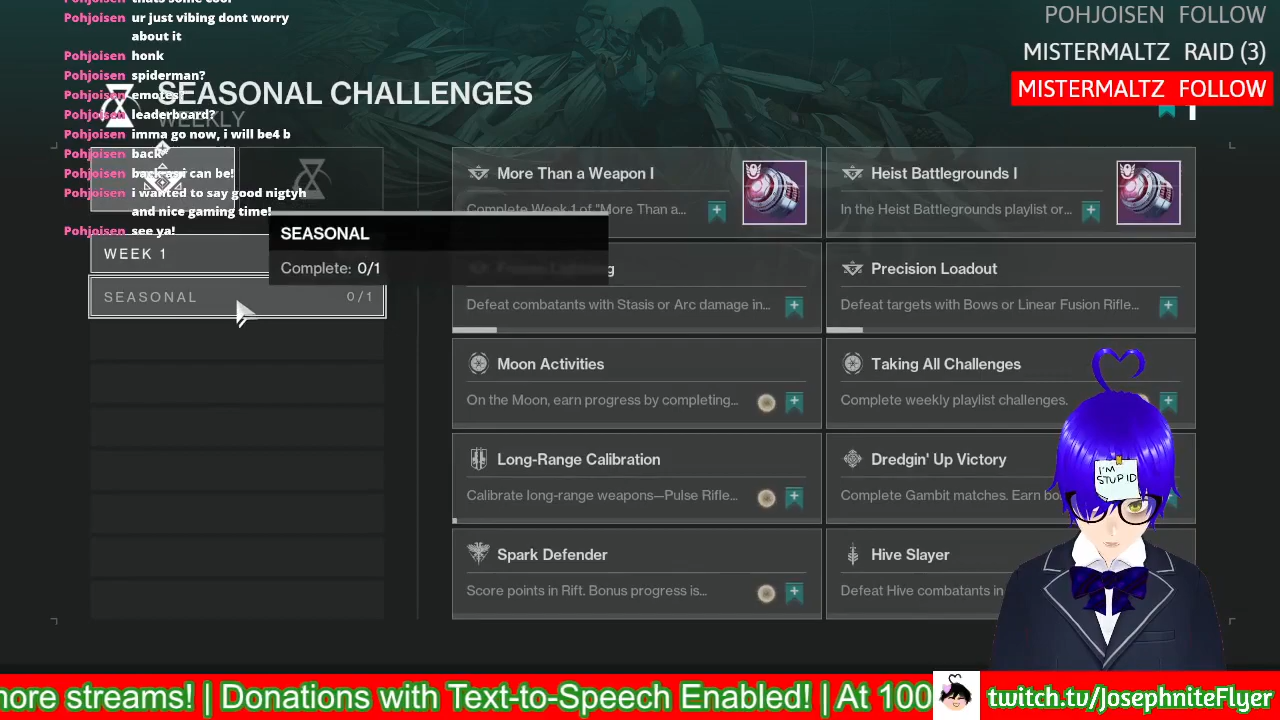 ur just vibing dont worry
about it
Pohjoisen
Pohjoisen honk
Pohjoisen spiderman?
Pohjoisen emotes
Pohjoisen leaderboard?
Pohjoisen imma go now, i will be4 b
Pohjoisen back
Pohjoisen back as i can be!
Pohjoisen i wanted to say good nigtyh
and nice gaming time!
Pohjoisen see ya!
POHJOISEN FOLLOW
MISTERMALTZ RAID (3)
MISTERMALTZ FOLLOW
SEASONAL CHALLENGES
WEEKLY
WEEK 1
SEASONAL 0/1
SEASONAL
Complete: 0/1
More Than a Weapon I
Complete Week 1 of "More Than a...
Heist Battlegrounds I
In the Heist Battlegrounds playlist or...
Defeat combatants with Stasis or Arc damage in...
Precision Loadout
Defeat targets with Bows or Linear Fusion Rifle...
Moon Activities
On the Moon, earn progress by completing...
Taking All Challenges
Complete weekly playlist challenges.
Long-Range Calibration
Calibrate long-range weapons—Pulse Rifle...
Dredgin' Up Victory
Complete Gambit matches. Earn
Spark Defender
Score points in Rift. Bonus progress is...
Hive Slayer
Defeat Hive combatants in
I'M
STUPID
more streams! | Donations with Text-to-Speech Enabled! | At 100
twitch.tv/JosephniteFlyer